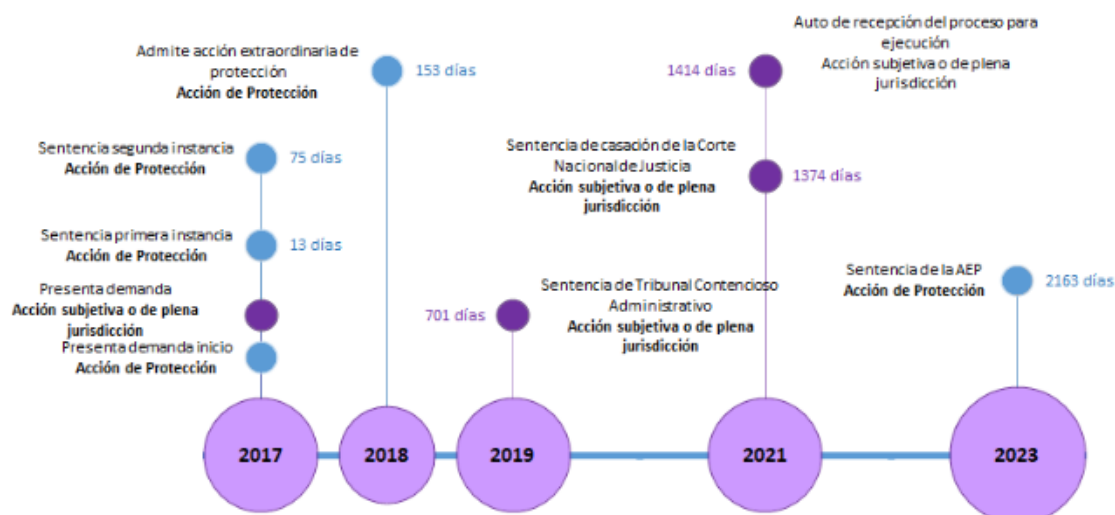 Admite acción extraordinaria de
protección
Acción de Protección
153 días
Sentencia segunda instancia
Acción de Protección
75 días
Sentencia primera instancia
Acción de Protección
13 días
Presenta demanda
Acción subjetiva o de plena
jurisdicción
Presenta demanda inicio
Acción de Protección
Sentencia de Tribunal Contencioso
Administrativo
Acción subjetiva o de plena
jurisdicción
701 días
Auto de recepción del proceso para
ejecución
Acción subjetiva o de plena
jurisdicción
1414 días
Sentencia de casación de la Corte
Nacional de Justicia
Acción subjetiva o de plena
jurisdicción
1374 días
Sentencia de la AEP
Acción de Protección
2163 días
2017
2018
2019
2021
2023